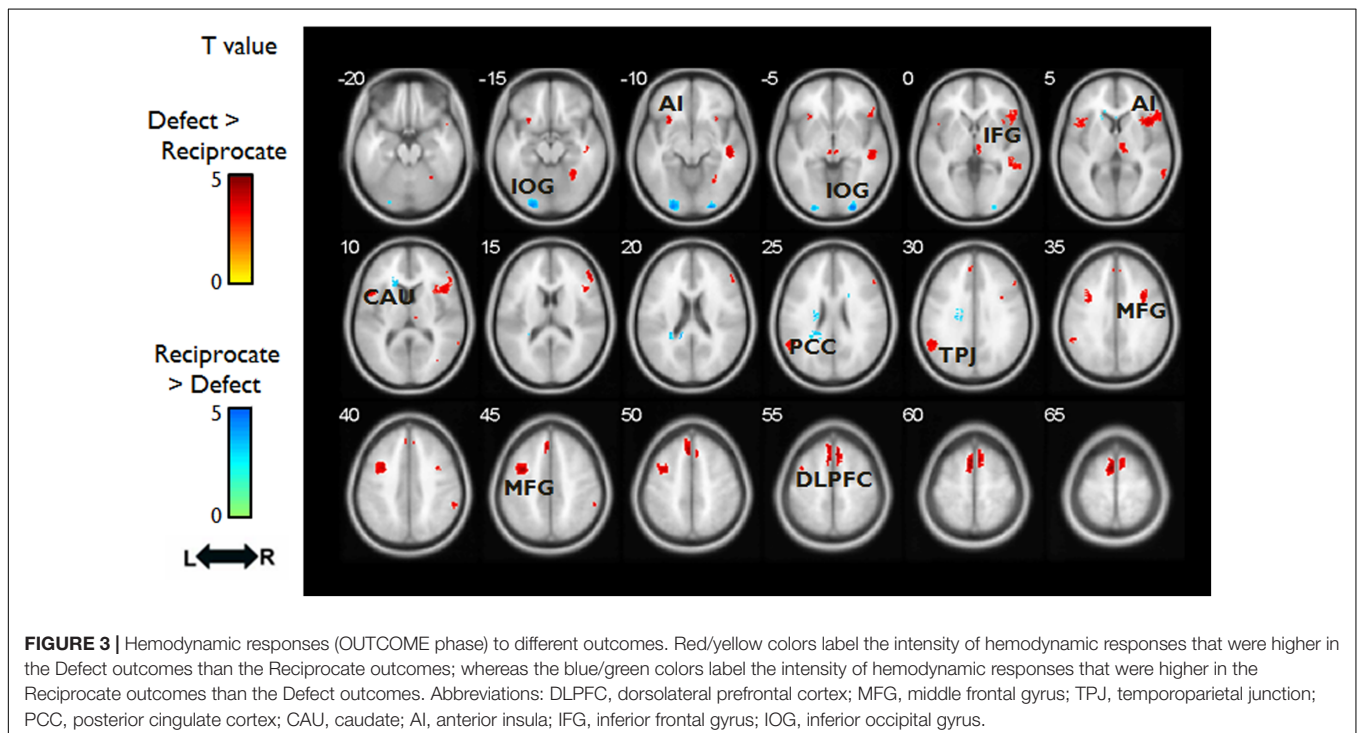 T value
Defect >
Reciprocate
5
0
Reciprocate
> Defect
5
0
L R
-20 -15 -10 -5 0 5
AI AI
IFG
IOG IOG
10 15 20 25 30 35
CAU MFG
PCC TPJ
40 45 50 55 60 65
MFG DLPFC
FIGURE 3 | Hemodynamic responses (OUTCOME phase) to different outcomes. Red/yellow colors label the intensity of hemodynamic responses that were higher in
the Defect outcomes than the Reciprocate outcomes; whereas the blue/green colors label the intensity of hemodynamic responses that were higher in the
Reciprocate outcomes than the Defect outcomes. Abbreviations: DLPFC, dorsolateral prefrontal cortex; MFG, middle frontal gyrus; TPJ, temporoparietal junction;
PCC, posterior cingulate cortex; CAU, caudate; AI, anterior insula; IFG, inferior frontal gyrus; IOG, inferior occipital gyrus.